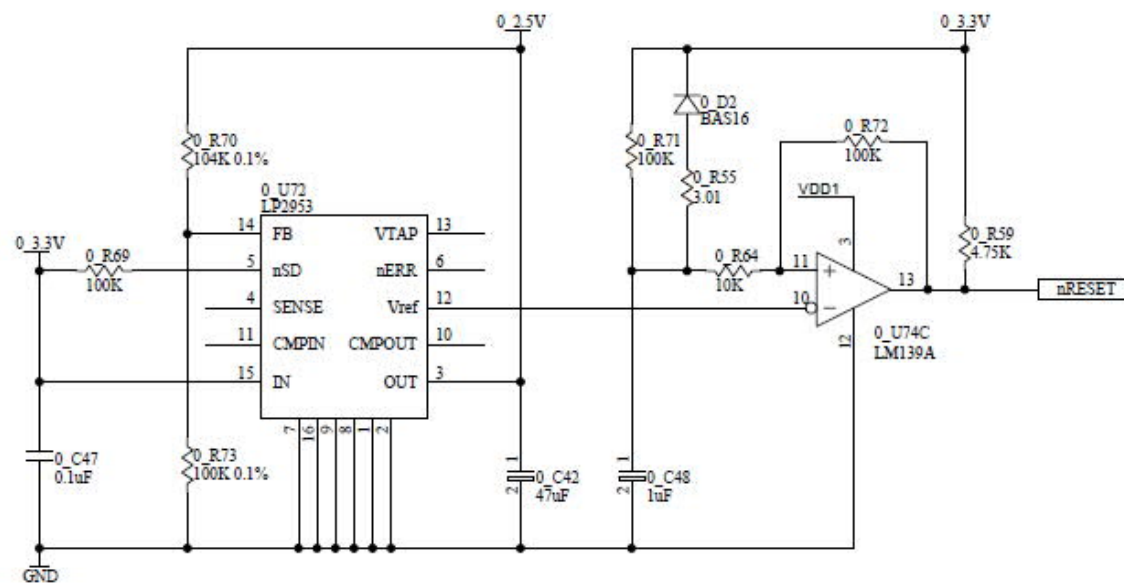 0_2.5V
0_3.3V
0_R70
104K 0.1%
0_D2
BAS16
0_R71
100K
0_R72
100K
0_R55
3.01
0_U72
LP2953
VDD1
0_3.3V
0_R69
100K
14
FB
VTAP
13
5
nSD
nERR
6
4
SENSE
Vref
12
11
CMPIN
CMPOUT
10
15
IN
OUT
3
7
16
9
8
1
2
0_R64
10K
11
+
10
−
3
13
12
0_R59
4.75K
nRESET
0_U74C
LM139A
0_C47
0.1uF
0_R73
100K 0.1%
1
2
0_C42
47uF
1
2
0_C48
1uF
GND